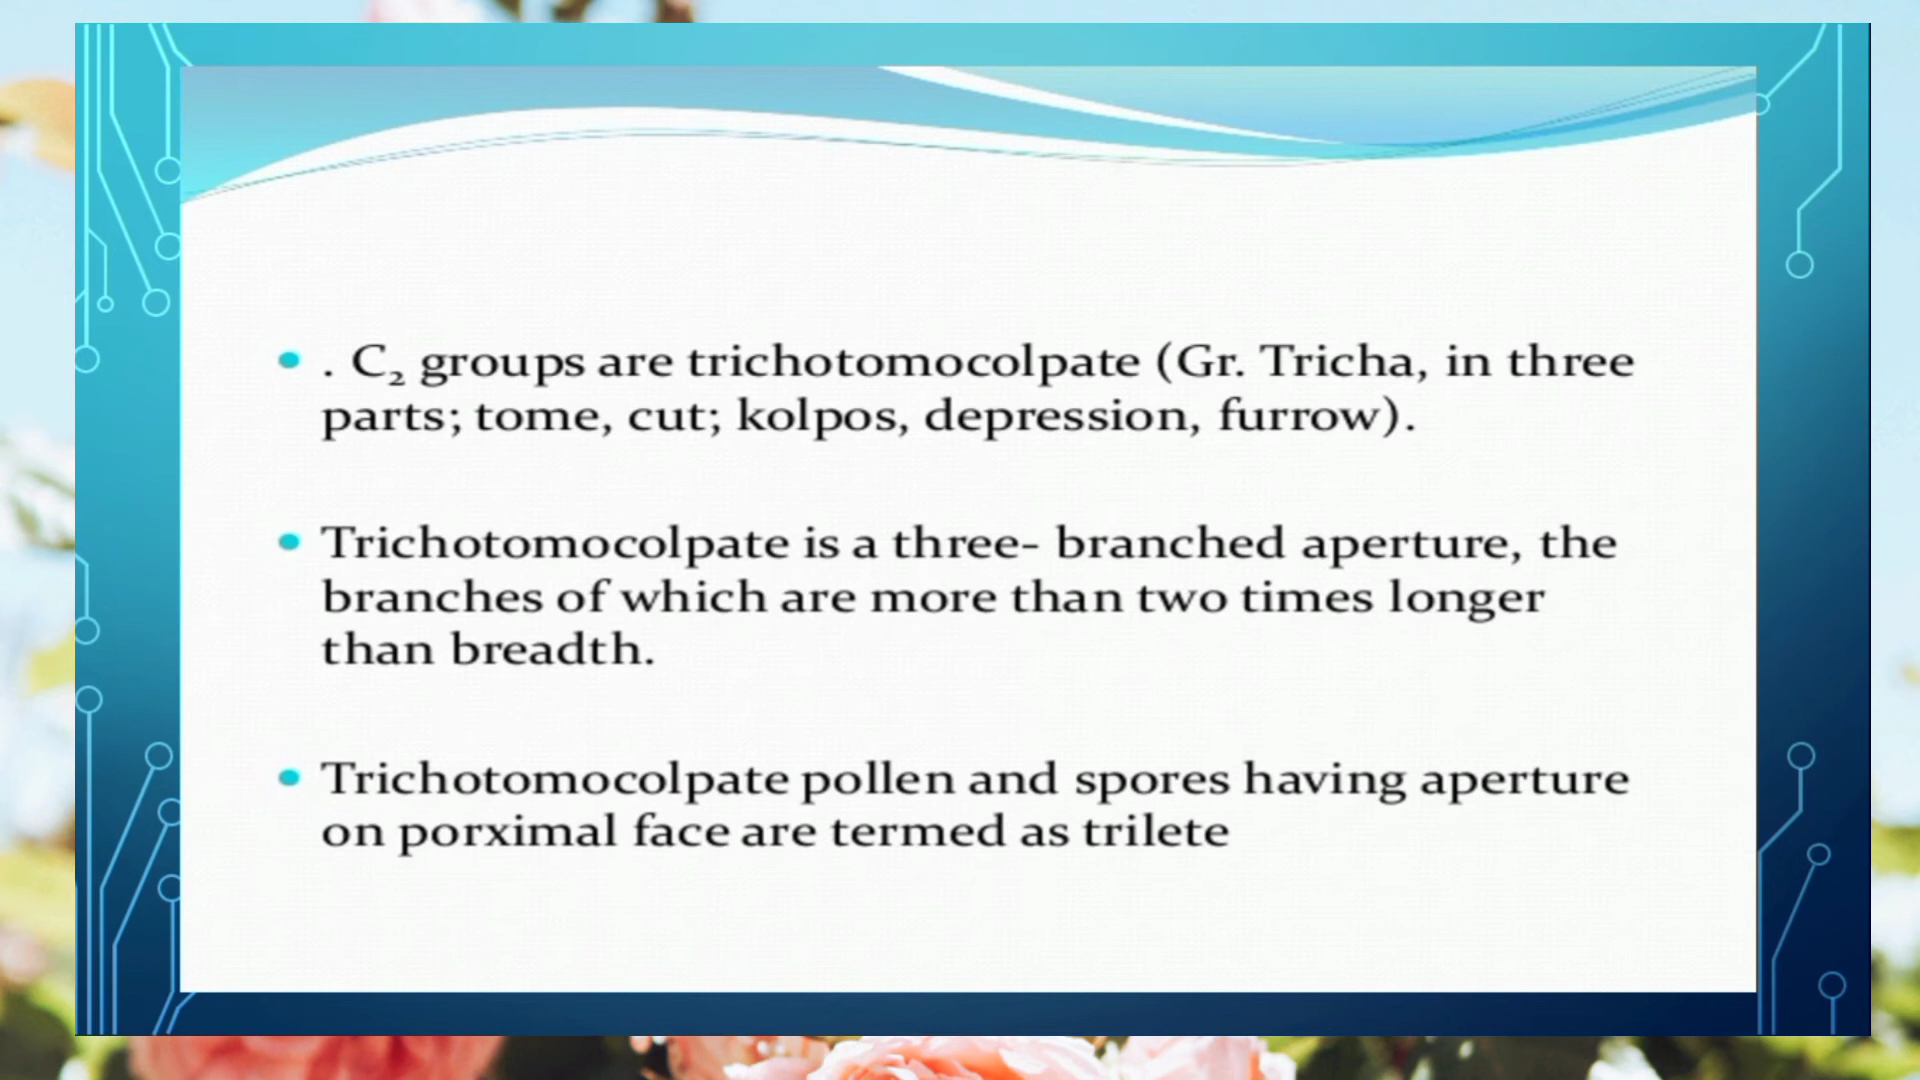 . C₂ groups are trichotomocolpate (Gr. Tricha, in three
parts; tome, cut; kolpos, depression, furrow).
Trichotomocolpate is a three- branched aperture, the
branches of which are more than two times longer
than breadth.
Trichotomocolpate pollen and spores having aperture
on porximal face are termed as trilete